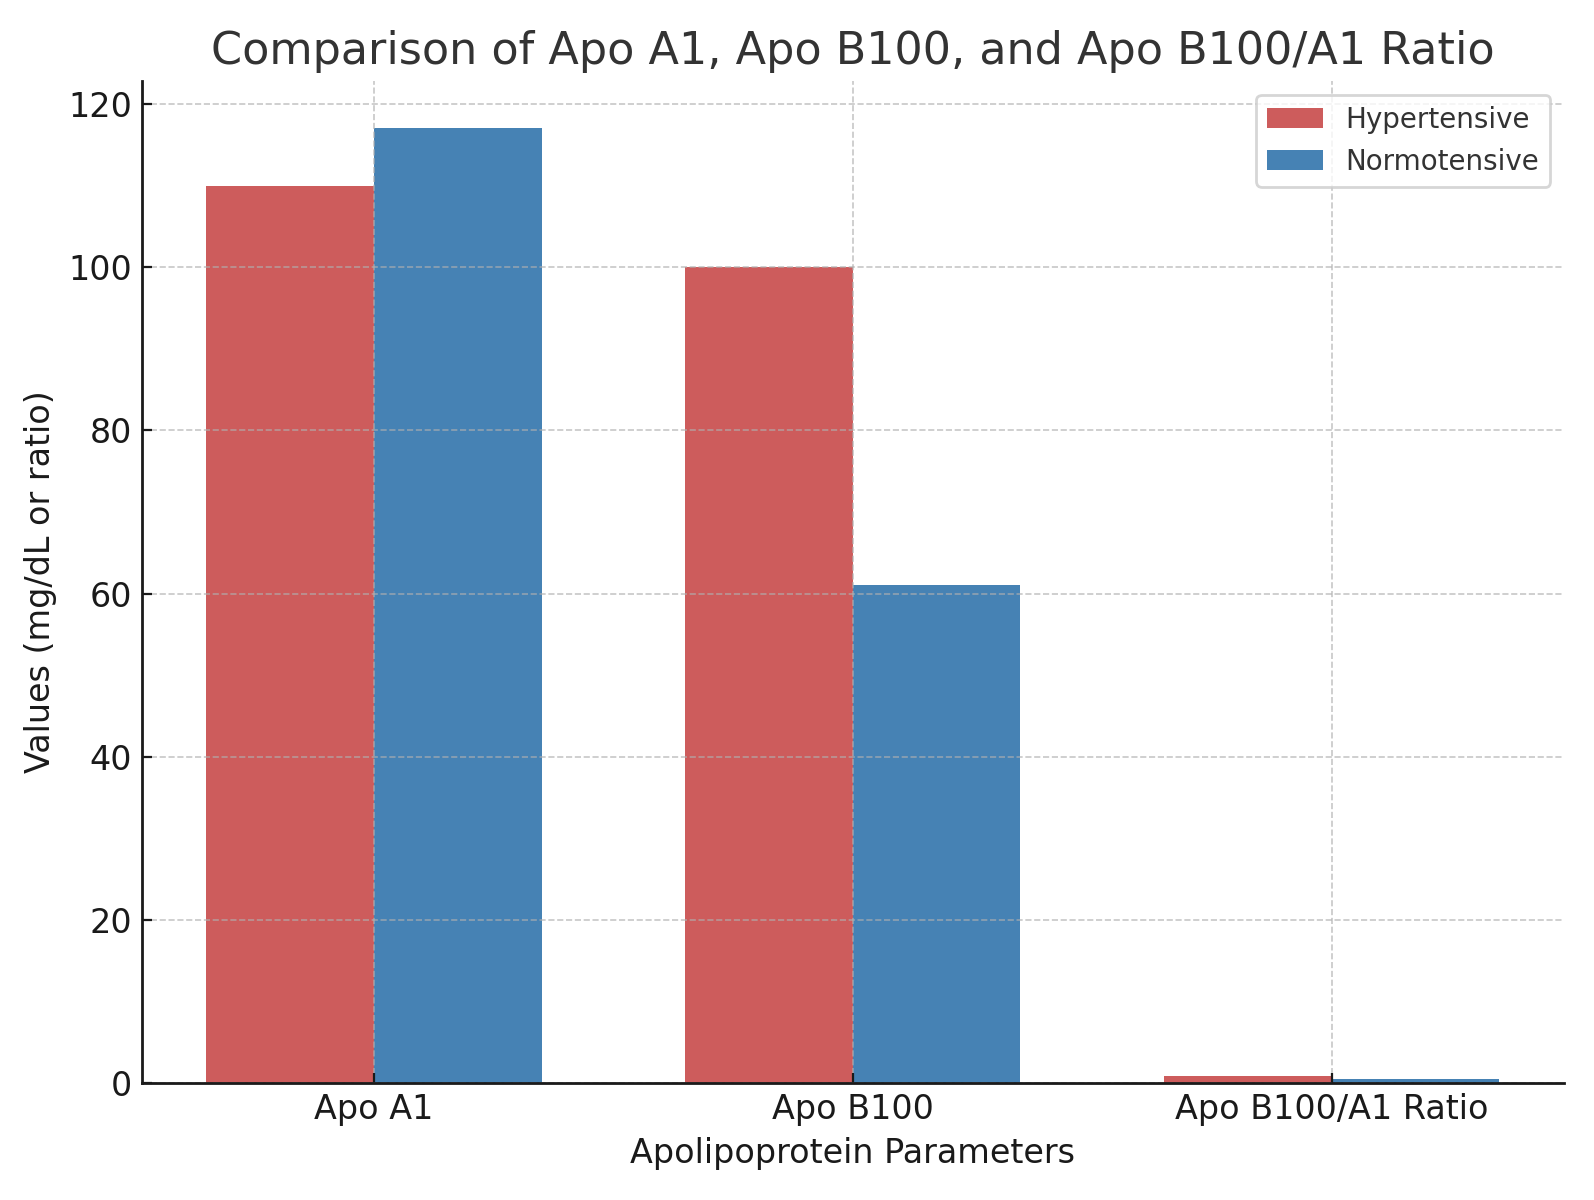 Comparison of Apo A1, Apo B100, and Apo B100/A1 Ratio
Hypertensive
Normotensive
Values (mg/dL or ratio)
120
100
80
60
40
20
0
Apo A1
Apo B100
Apo B100/A1 Ratio
Apolipoprotein Parameters